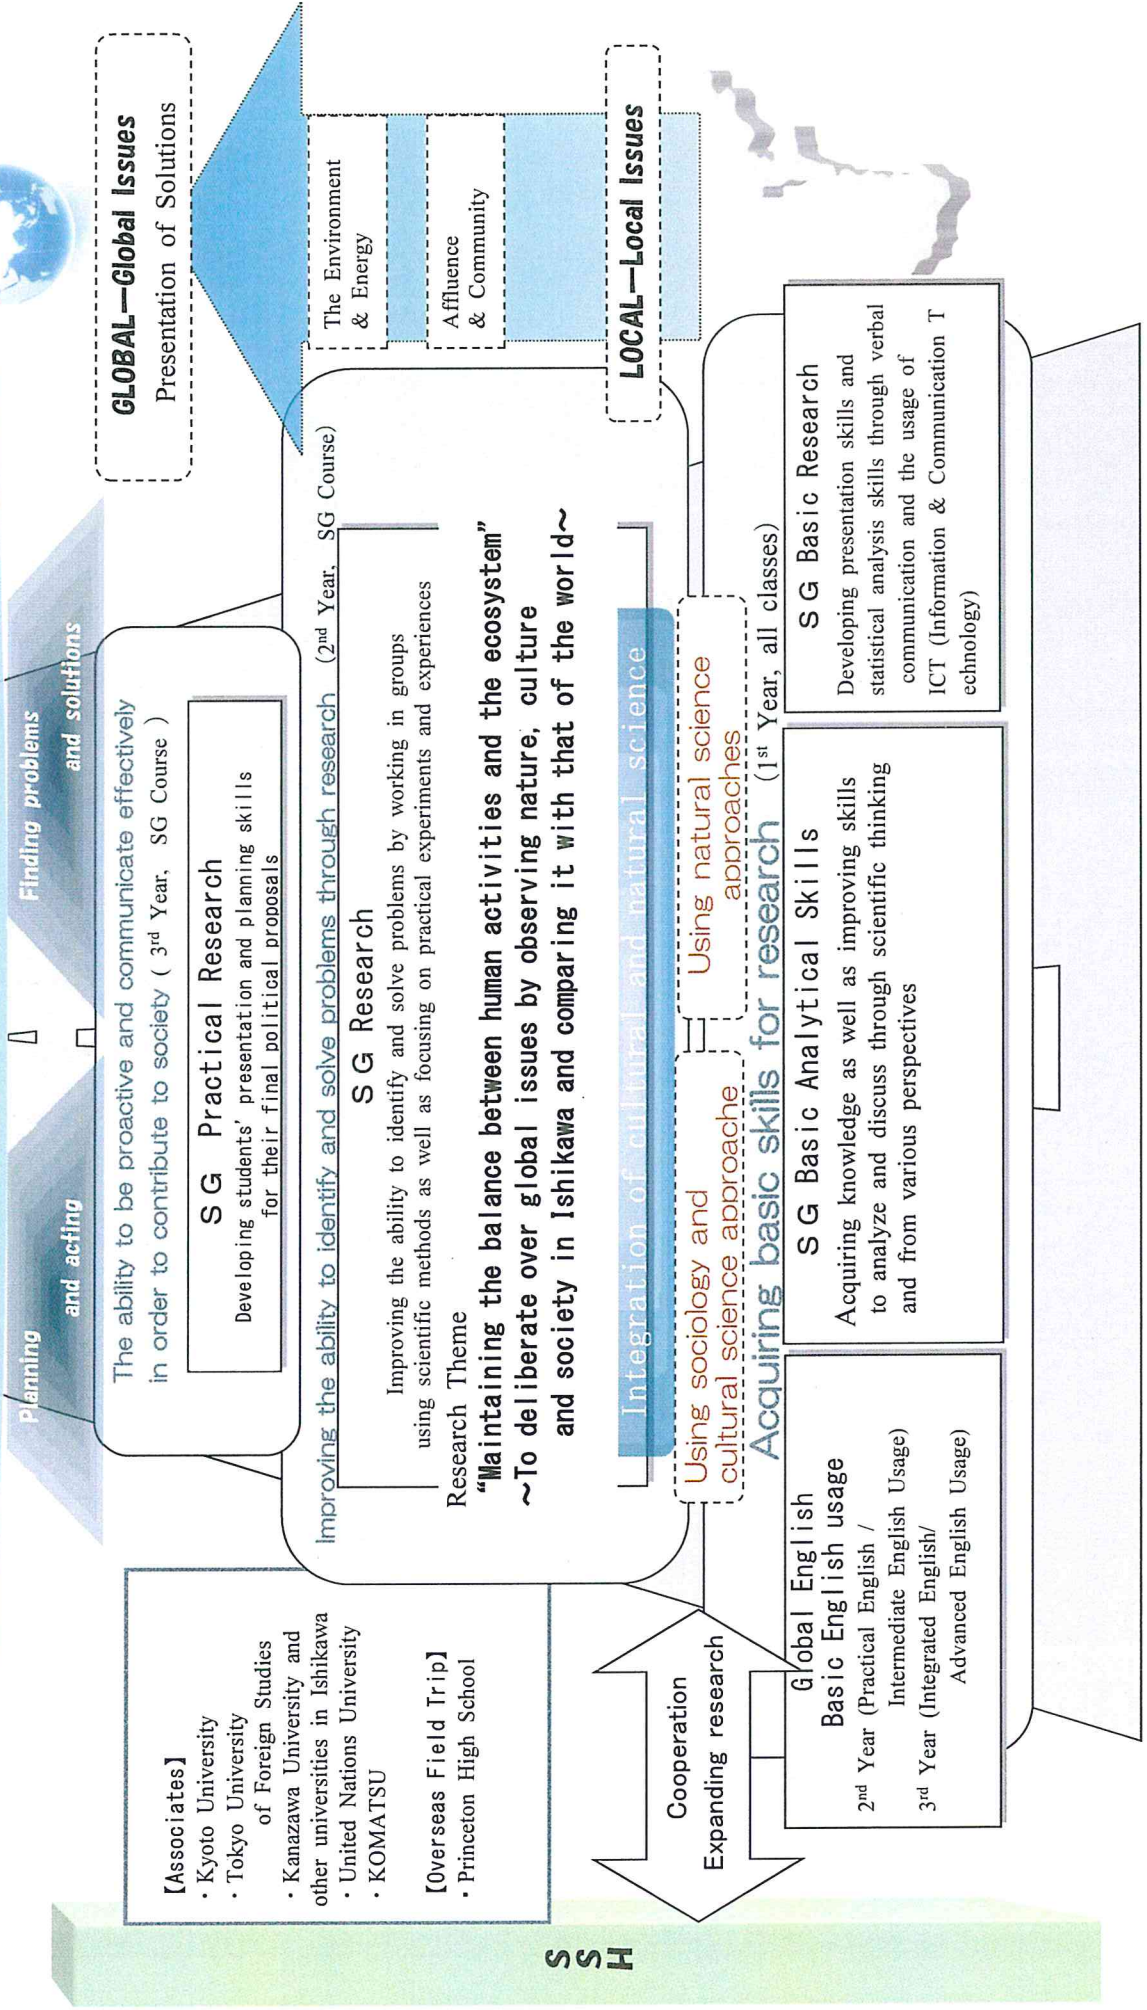 Planning
and acting
Finding problems
and solutions
The ability to be proactive and communicate effectively
in order to contribute to society ( 3rd Year, SG Course )
SG Practical Research
Developing students' presentation and planning skills
for their final political proposals
GLOBAL—Global Issues
Presentation of Solutions
The Environment
& Energy
Affluence
& Community
LOCAL—Local Issues
【Associates】
・Kyoto University
・Tokyo University
of Foreign Studies
・Kanazawa University and
other universities in Ishikawa
・United Nations University
・KOMATSU
【Overseas Field Trip】
・Princeton High School
Improving the ability to identify and solve problems through research (2nd Year, SG Course)
SG Research
Improving the ability to identify and solve problems by working in groups
using scientific methods as well as focusing on practical experiments and experiences
Research Theme
“Maintaining the balance between human activities and the ecosystem”
~To deliberate over global issues by observing nature, culture
and society in Ishikawa and comparing it with that of the world~
Integration of cultural and natural science
Using sociology and
cultural science approache
Using natural science
approaches
SSH
Cooperation
Expanding research
Acquiring basic skills for research (1st Year, all classes)
Global English
Basic English usage
2nd Year (Practical English /
Intermediate English Usage)
3rd Year (Integrated English/
Advanced English Usage)
SG Basic Analytical Skills
Acquiring knowledge as well as improving skills
to analyze and discuss through scientific thinking
and from various perspectives
SG Basic Research
Developing presentation skills and
statistical analysis skills through verbal
communication and the usage of
ICT (Information & Communication T
echnology)